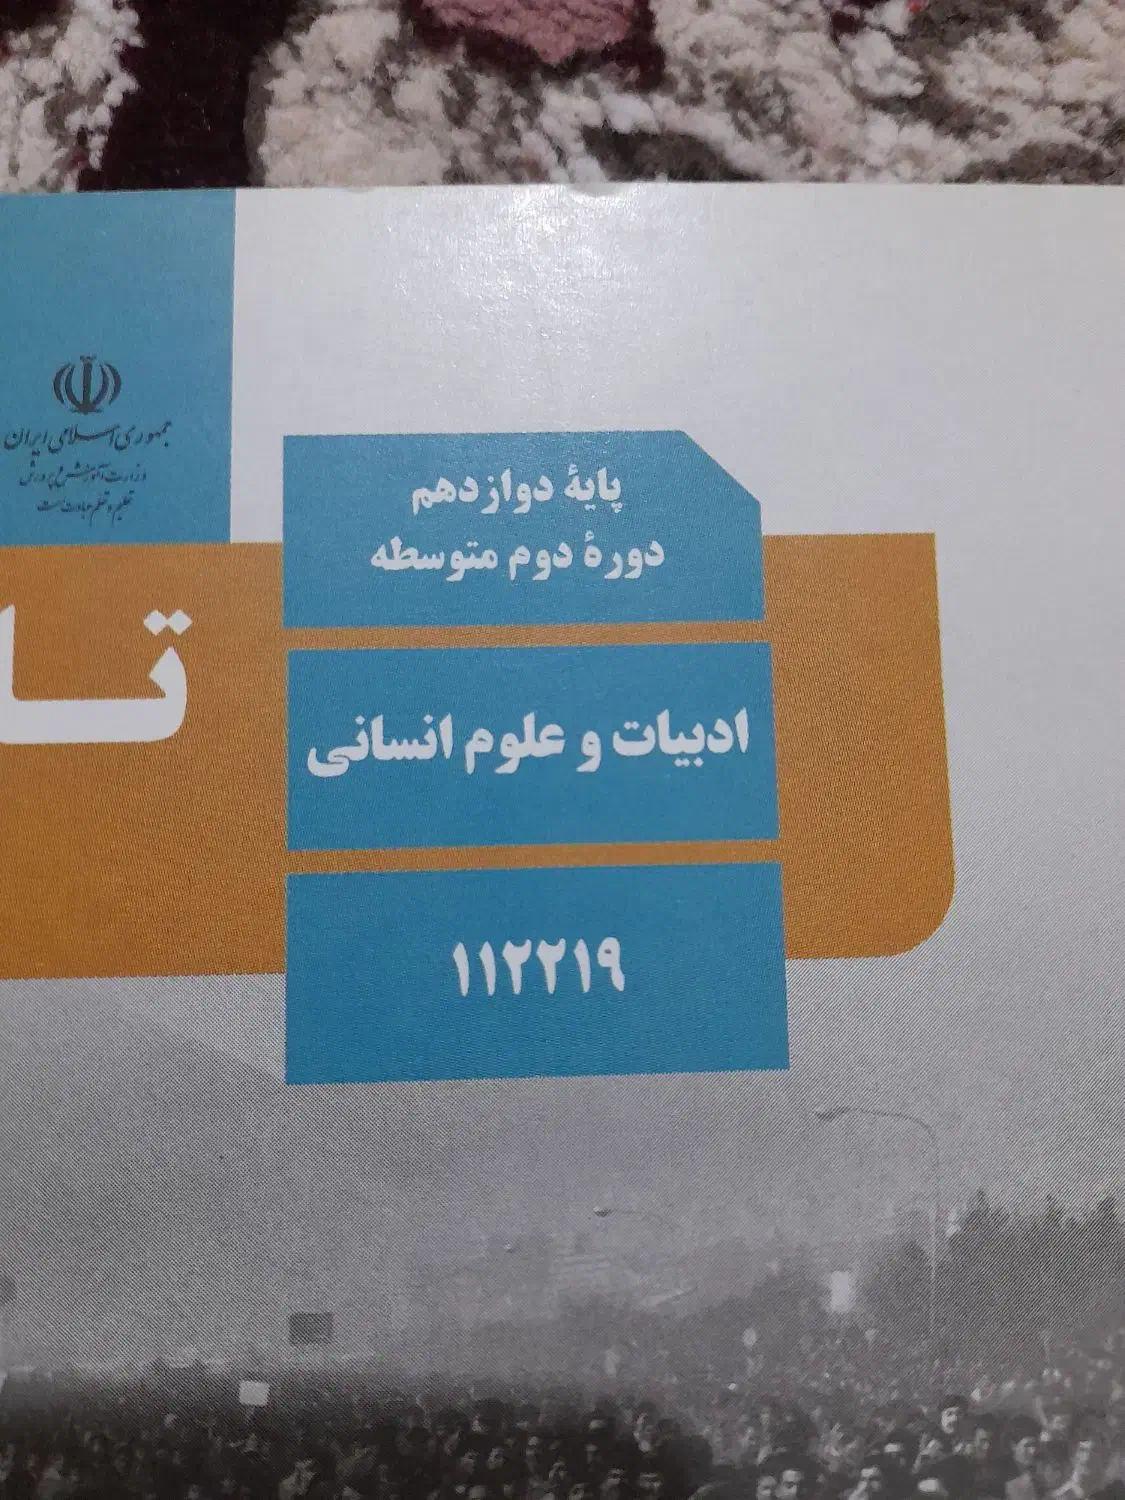 پایهٔ دوازدهم
دورهٔ دوم متوسطه
ادبیات و علوم انسانی
۱۱۲۲۱۹
جمهوری اسلامی ایران
وزارت آموزش و پرورش
تعلیم و تعلم عبادت است
تا